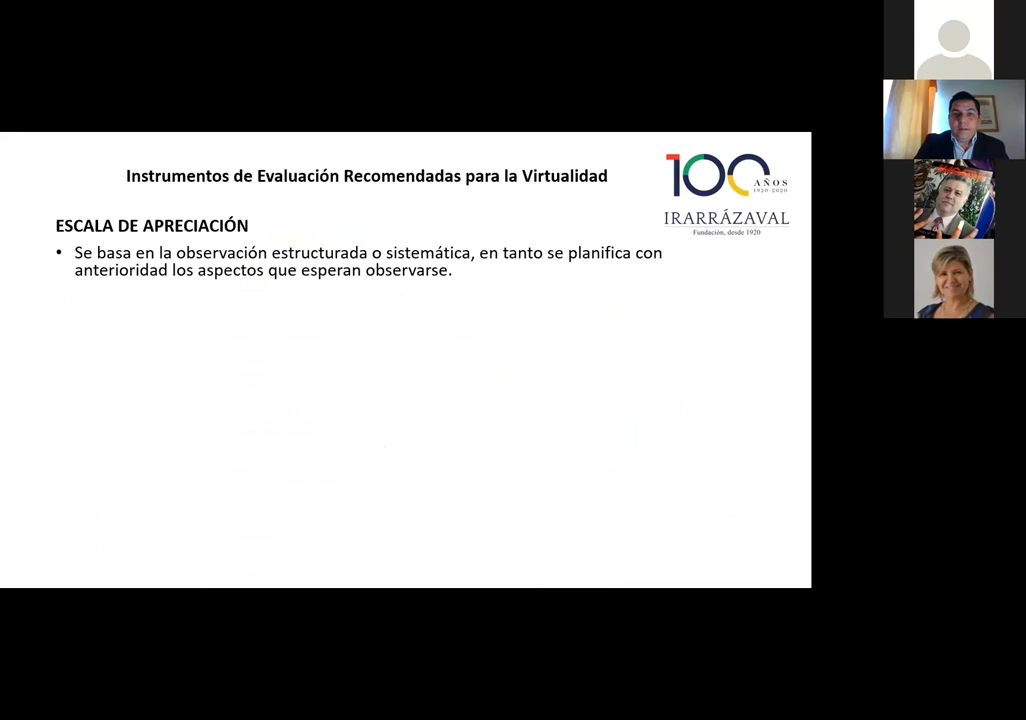 Instrumentos de Evaluación Recomendadas para la Virtualidad
100
AÑOS
1920-2020
IRARRÁZAVAL
Fundación, desde 1920
ESCALA DE APRECIACIÓN
• Se basa en la observación estructurada o sistemática, en tanto se planifica con
anterioridad los aspectos que esperan observarse.